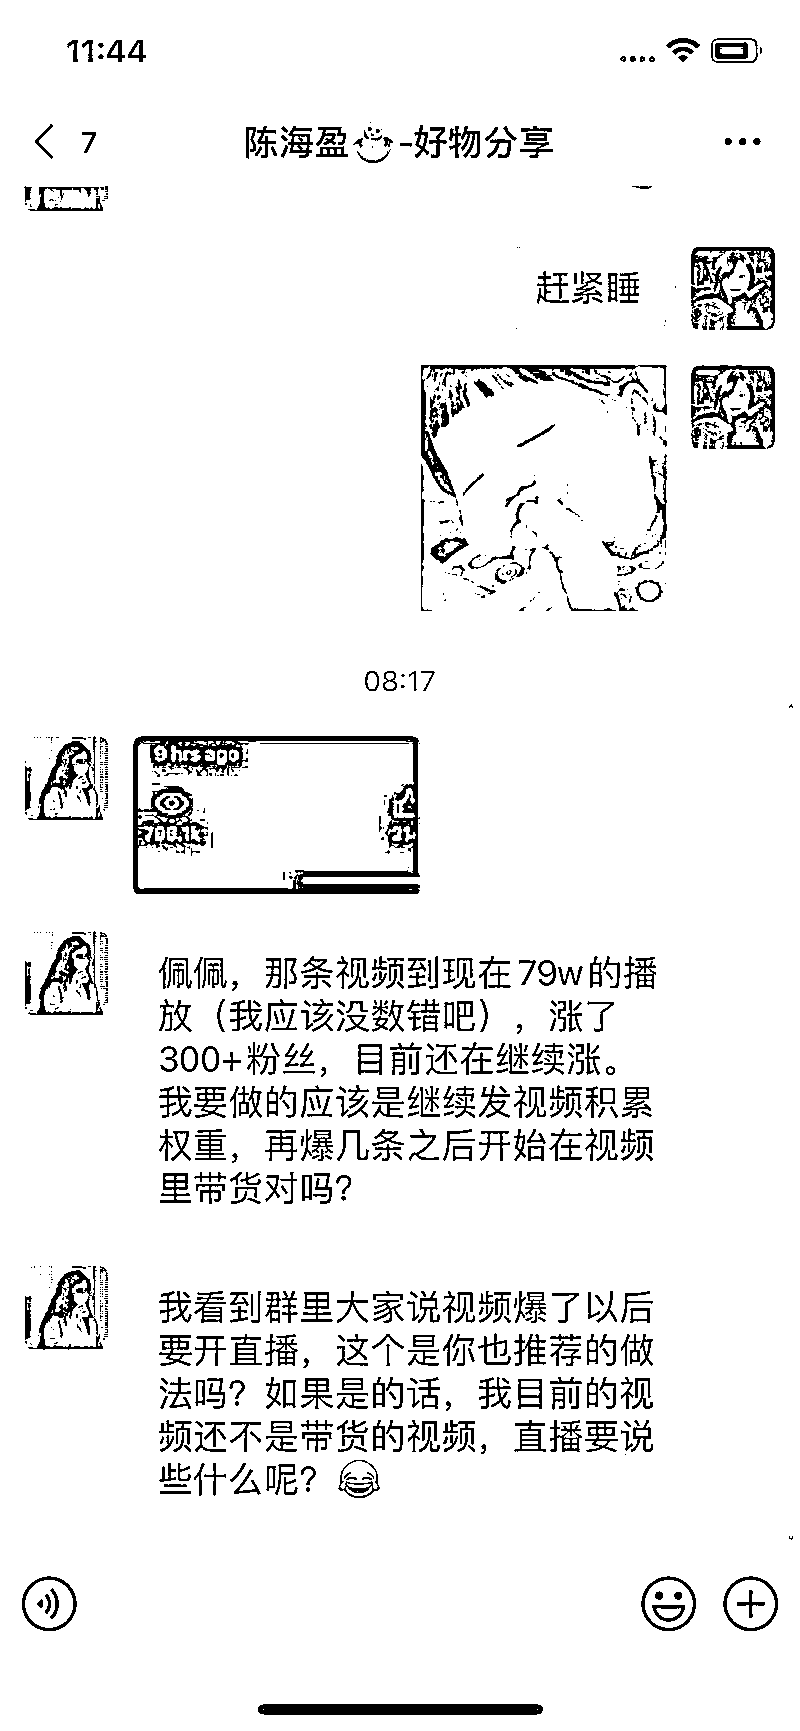 11:44
7
陈海盈⛄-好物分享
赶紧睡
08:17
9 hrs ago
佩佩，那条视频到现在79w的播
放（我应该没数错吧），涨了
300+粉丝，目前还在继续涨。
我要做的应该是继续发视频积累
权重，再爆几条之后开始在视频
里带货对吗？
我看到群里大家说视频爆了以后
要开直播，这个是你也推荐的做
法吗？如果是的话，我目前的视
频还不是带货的视频，直播要说
些什么呢？😂